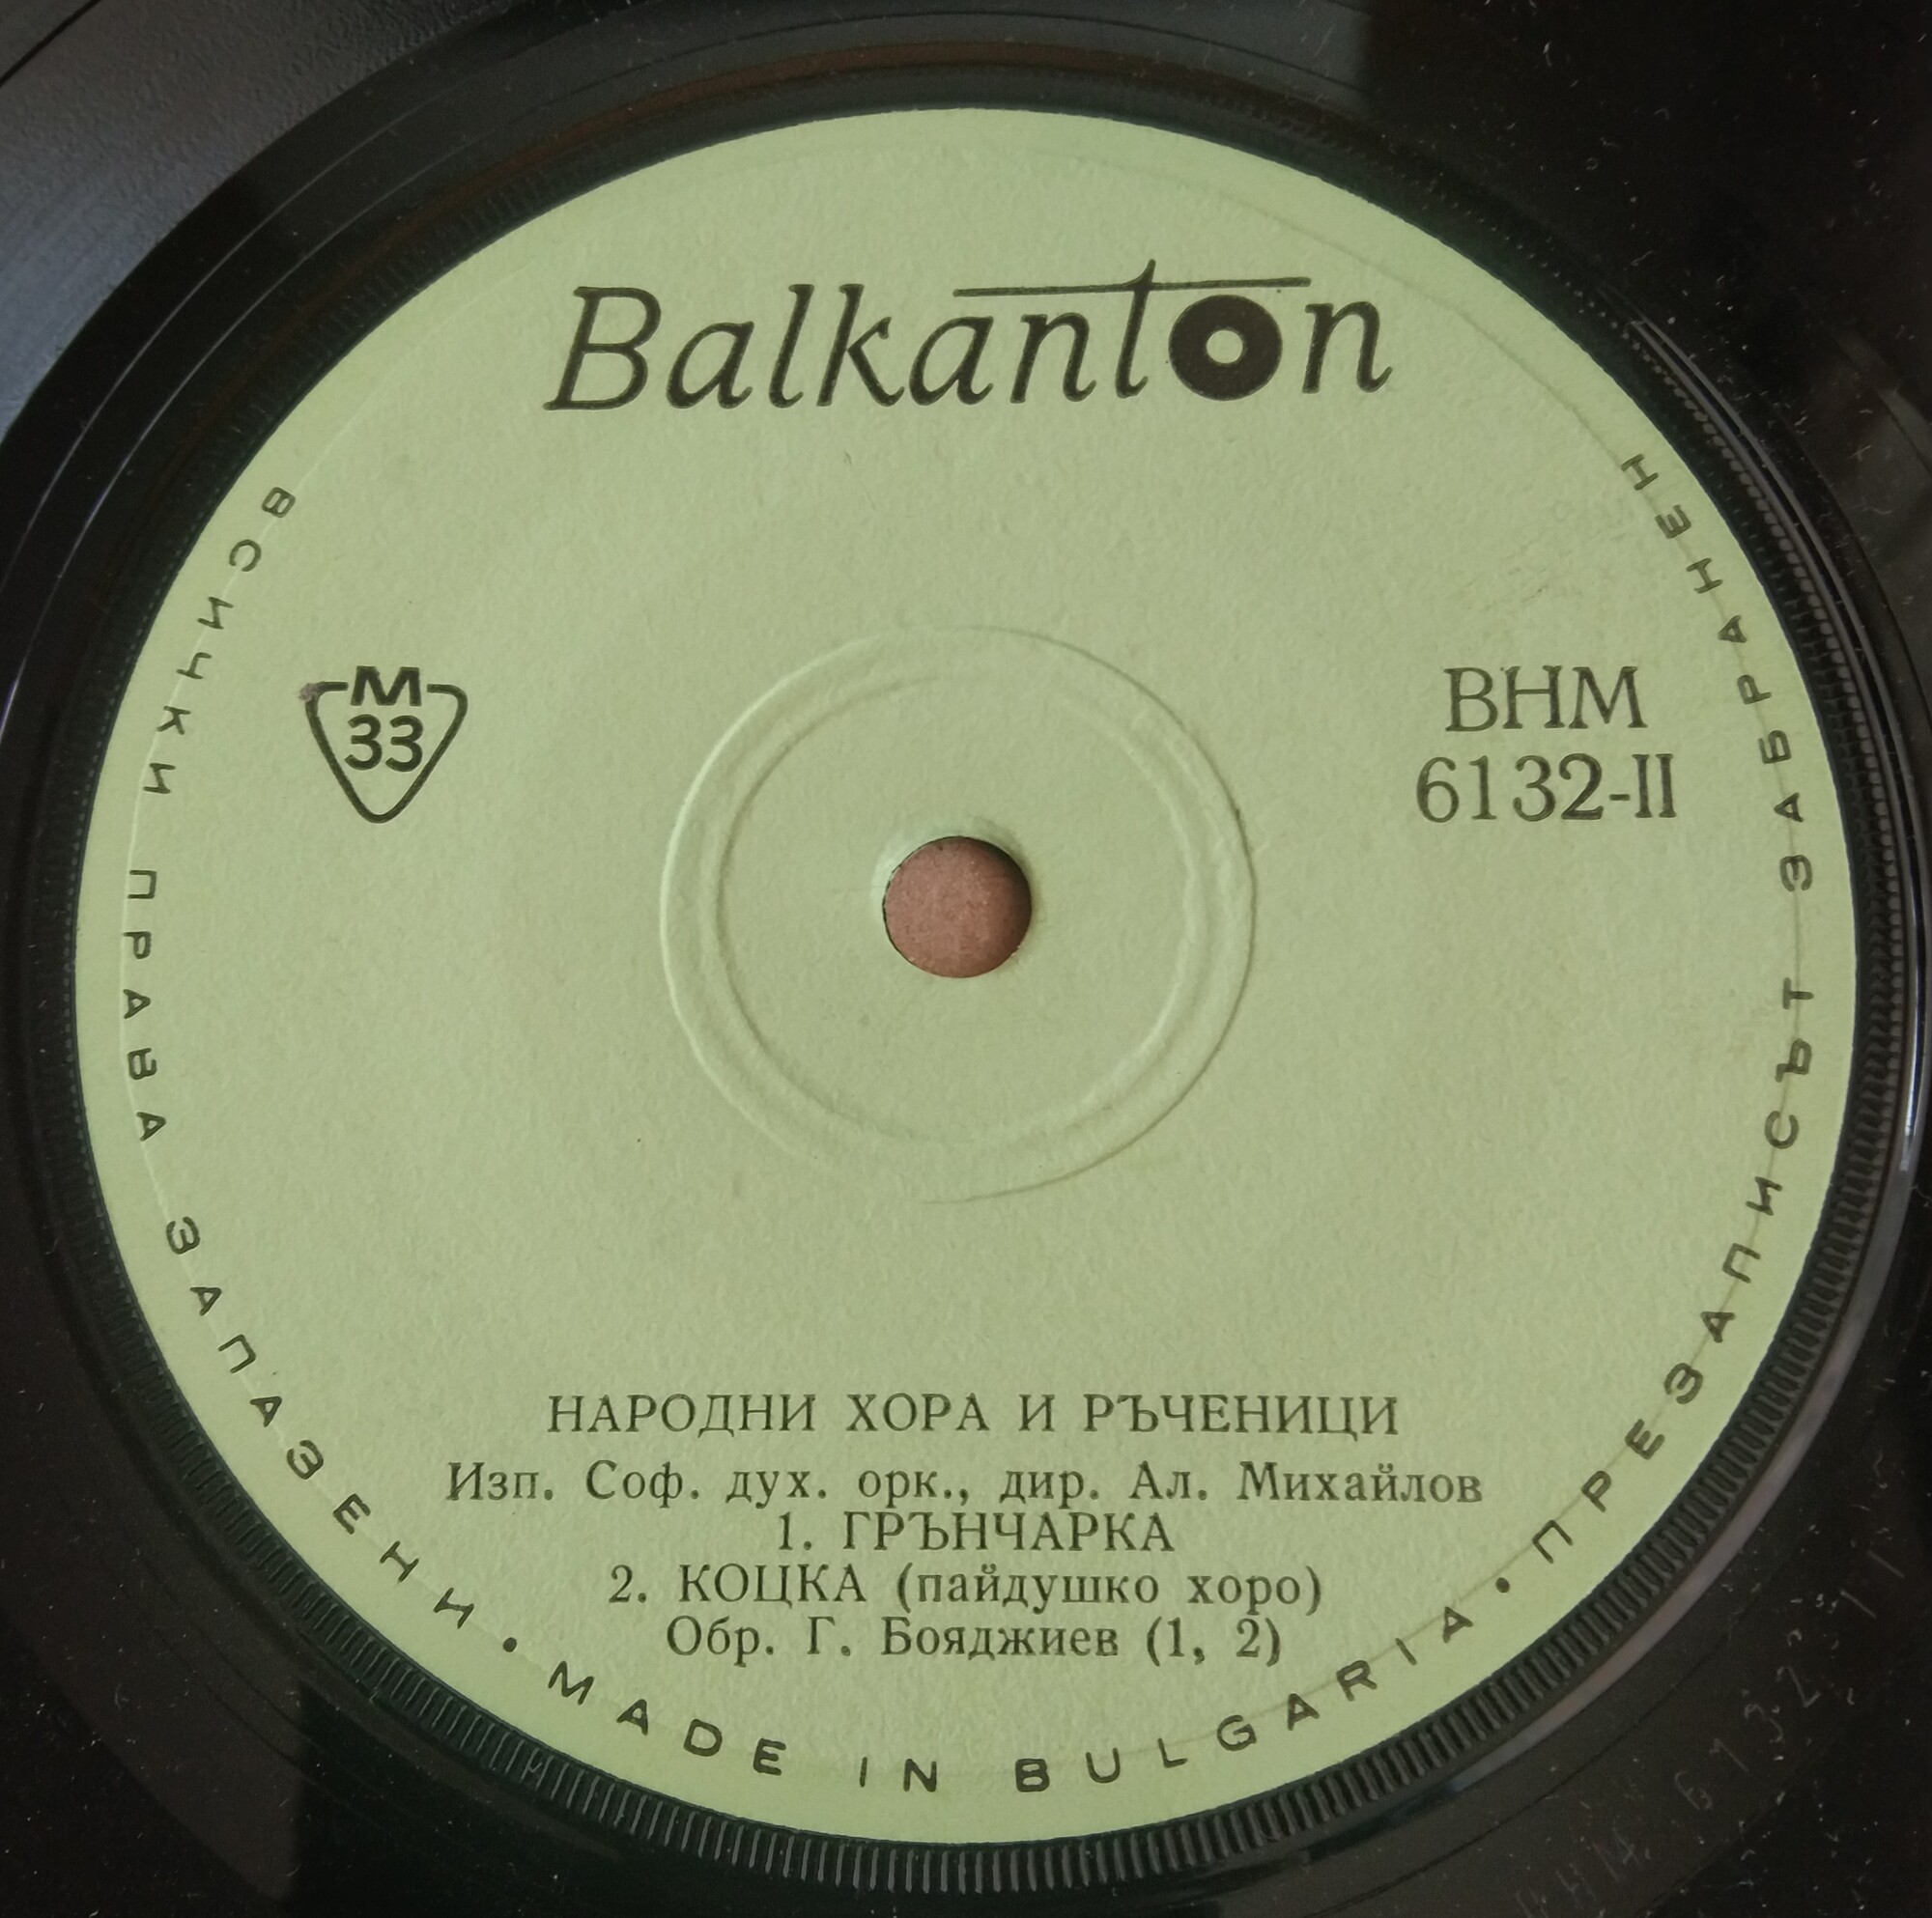 Balkanton
М
33
ВНМ
6132-II
НАРОДНИ ХОРА И РЪЧЕНИЦИ
Изп. Соф. дух. орк., дир. Ал. Михайлов
1. ГРЪНЧАРКА
2. КОЦКА (пайдушко хоро)
Обр. Г. Бояджиев (1, 2)
ВСИЧКИ ПРАВА ЗАПАЗЕНИ • MADE IN BULGARIA • ПРЕЗАПИСЪТ ЗАБРАНЕН